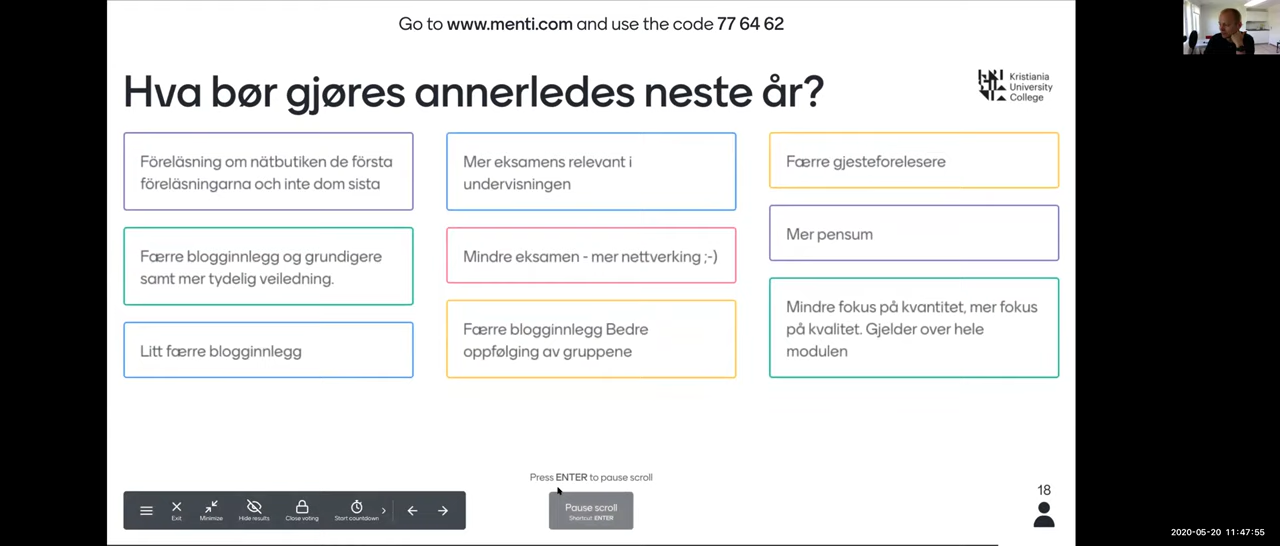 Go to www.menti.com and use the code 77 64 62
Hva bør gjøres annerledes neste år?
Kristiania
University
College
Föreläsning om nätbutiken de första
föreläsningarna och inte dom sista
Færre blogginnlegg og grundigere
samt mer tydelig veiledning.
Litt færre blogginnlegg
Mer eksamens relevant i
undervisningen
Mindre eksamen - mer nettverking ;-)
Færre blogginnlegg Bedre
oppfølging av gruppene
Færre gjesteforelesere
Mer pensum
Mindre fokus på kvantitet, mer fokus
på kvalitet. Gjelder over hele
modulen
Press ENTER to pause scroll
Pause scroll
Shortcut: ENTER
Exit
Minimize
Hide results
Close voting
Start countdown
18
2020-05-20 11:47:55